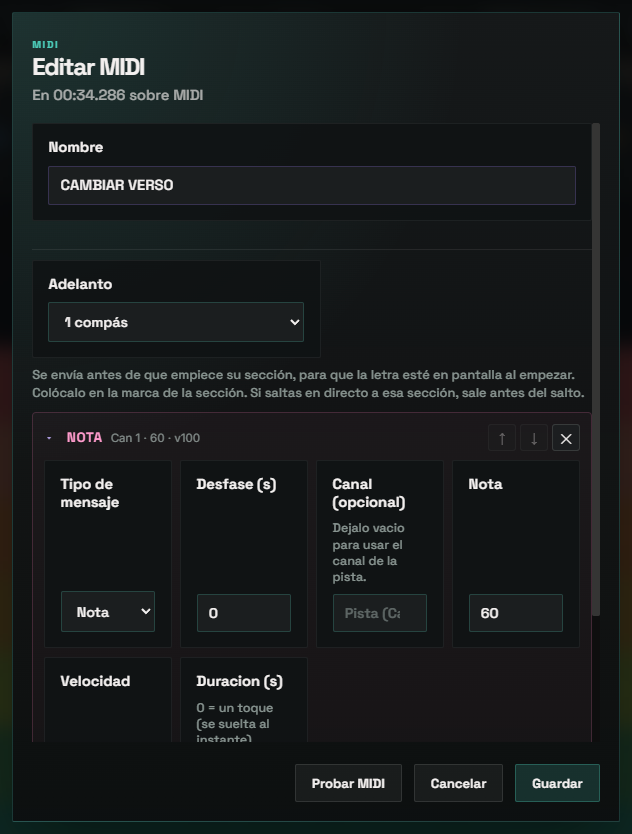 MIDI
Editar MIDI
En 00:34.286 sobre MIDI
Nombre
CAMBIAR VERSO
Adelanto
1 compás
Se envía antes de que empiece su sección, para que la letra esté en pantalla al empezar.
Colócalo en la marca de la sección. Si saltas en directo a esa sección, sale antes del salto.
NOTA Can 1 · 60 · v100
Tipo de
mensaje
Nota
Desfase (s)
0
Canal
(opcional)
Dejalo vacio
para usar el
canal de la
pista.
Pista (Ca
Nota
60
Velocidad
Duracion (s)
0 = un toque
(se suelta al
instante)
Probar MIDI
Cancelar
Guardar